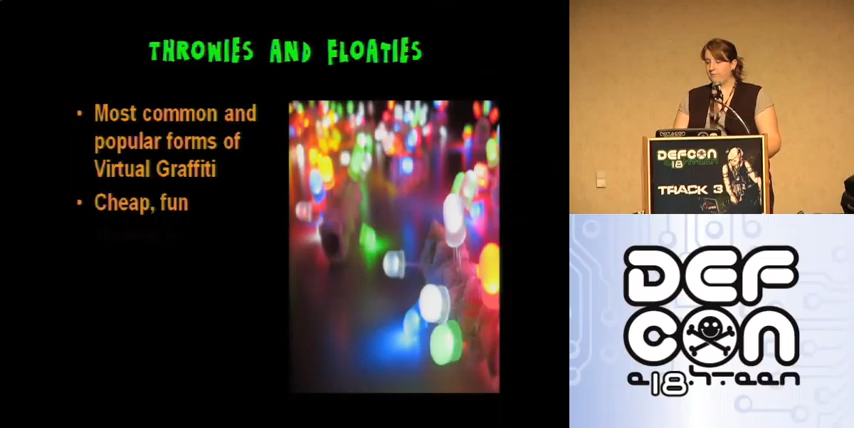 THROWIES AND FLOATIES
• Most common and
popular forms of
Virtual Graffiti
• Cheap, fun
DEFCON
18
TRACK 3
DEF
CON
e18hteen